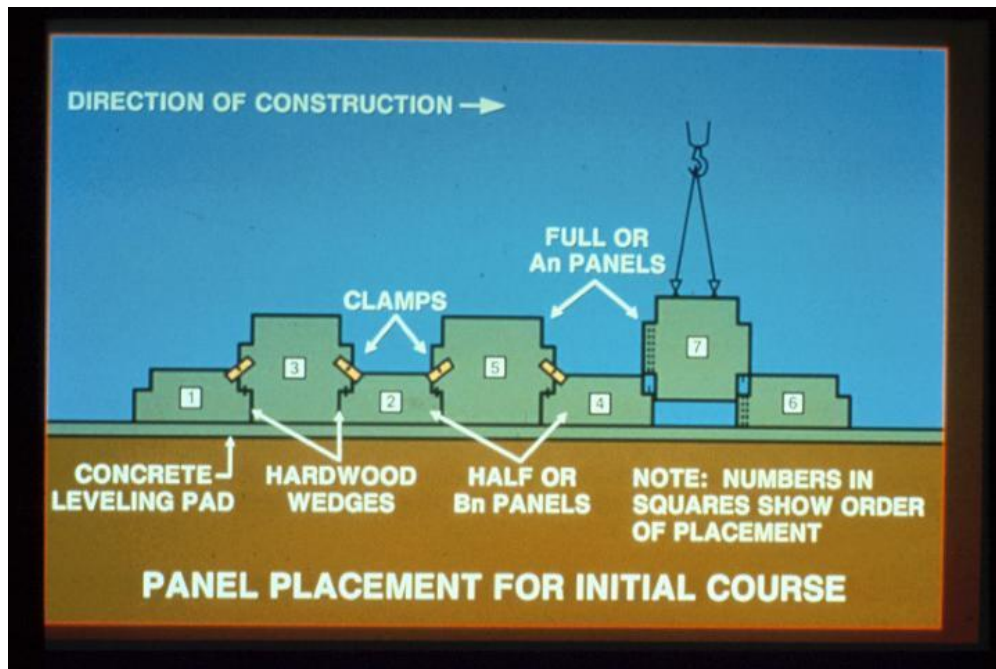 DIRECTION OF CONSTRUCTION
FULL OR
An PANELS
CLAMPS
1
3
2
5
4
7
6
CONCRETE
LEVELING PAD
HARDWOOD
WEDGES
HALF OR
Bn PANELS
NOTE: NUMBERS IN
SQUARES SHOW ORDER
OF PLACEMENT
PANEL PLACEMENT FOR INITIAL COURSE